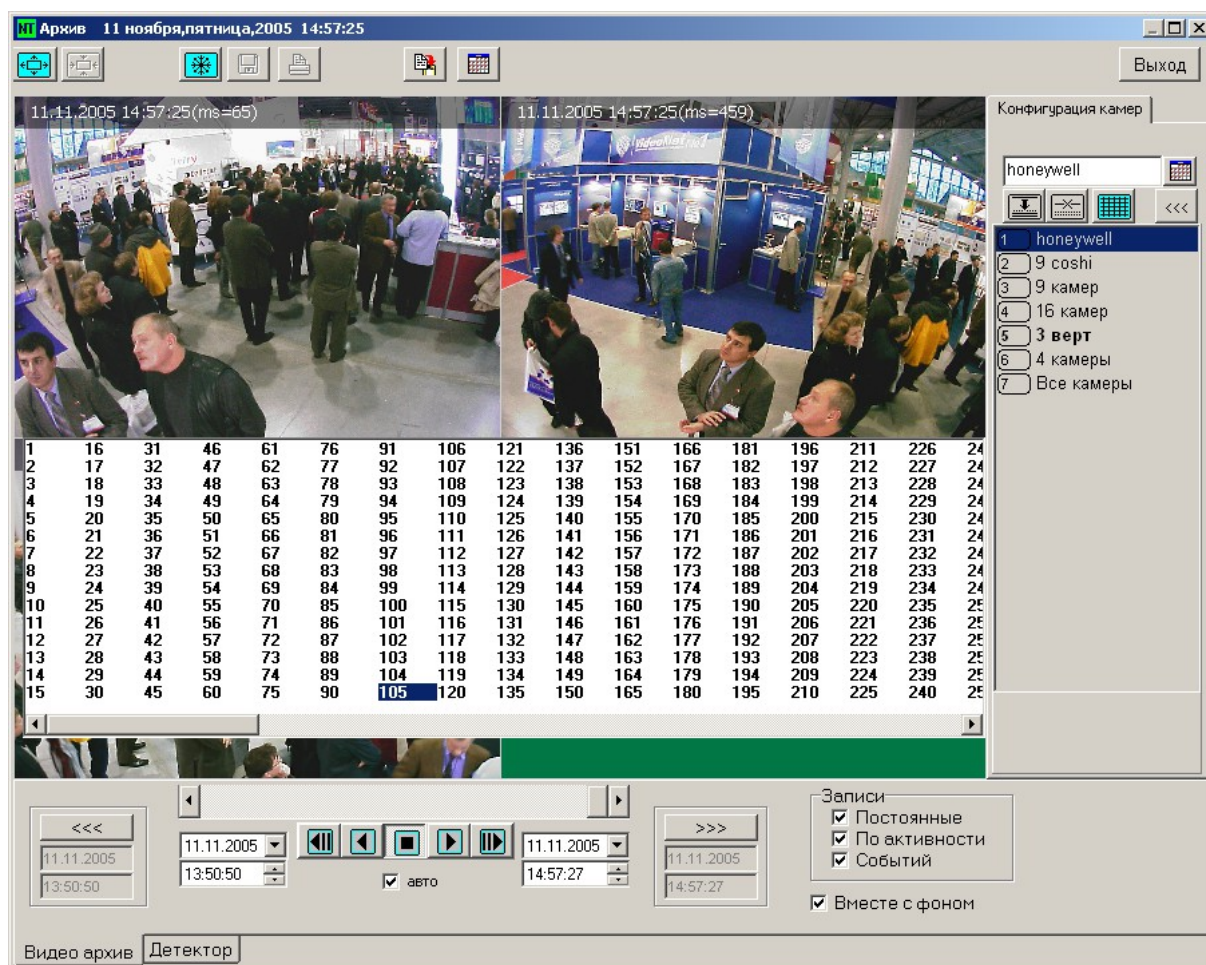 NT Архив 11 ноября,пятница,2005 14:57:25
Выход
11.11.2005 14:57:25(ms=65)
11.11.2005 14:57:25(ms=459)
Конфигурация камер
honeywell
<<<
1 honeywell
2 9 coshi
3 9 камер
4 16 камер
5 3 верт
6 4 камеры
7 Все камеры
VideoMax
1 16 31 46 61 76 91 106 121 136 151 166 181 196 211 226
2 17 32 47 62 77 92 107 122 137 152 167 182 197 212 227
3 18 33 48 63 78 93 108 123 138 153 168 183 198 213 228
4 19 34 49 64 79 94 109 124 139 154 169 184 199 214 229
5 20 35 50 65 80 95 110 125 140 155 170 185 200 215 230
6 21 36 51 66 81 96 111 126 141 156 171 186 201 216 231
7 22 37 52 67 82 97 112 127 142 157 172 187 202 217 232
8 23 38 53 68 83 98 113 128 143 158 173 188 203 218 233
9 24 39 54 69 84 99 114 129 144 159 174 189 204 219 234
10 25 40 55 70 85 100 115 130 145 160 175 190 205 220 235
11 26 41 56 71 86 101 116 131 146 161 176 191 206 221 236
12 27 42 57 72 87 102 117 132 147 162 177 192 207 222 237
13 28 43 58 73 88 103 118 133 148 163 178 193 208 223 238
14 29 44 59 74 89 104 119 134 149 164 179 194 209 224 239
15 30 45 60 75 90 105 120 135 150 165 180 195 210 225 240
<<<
11.11.2005
13:50:50
11.11.2005
13:50:50
авто
11.11.2005
14:57:27
>>>
11.11.2005
14:57:27
Записи
Постоянные
По активности
Событий
Вместе с фоном
Видео архив
Детектор